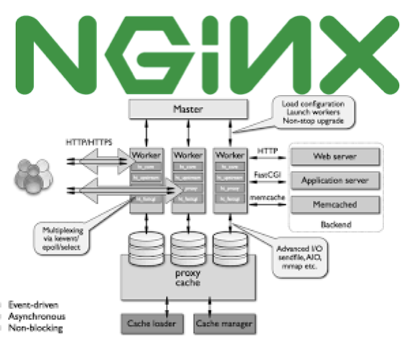 NGiNX
Master
Load configuration
Launch workers
Non-stop upgrade
HTTP/HTTPS
Worker
Worker
Worker
HTTP
FastCGI
memcache
Web server
Application server
Memcached
Backend
Multiplexing
via kevent/
epoll/select
Advanced I/O
sendfile, AIO,
mmap etc.
proxy
cache
Event-driven
Asynchronous
Non-blocking
Cache loader
Cache manager